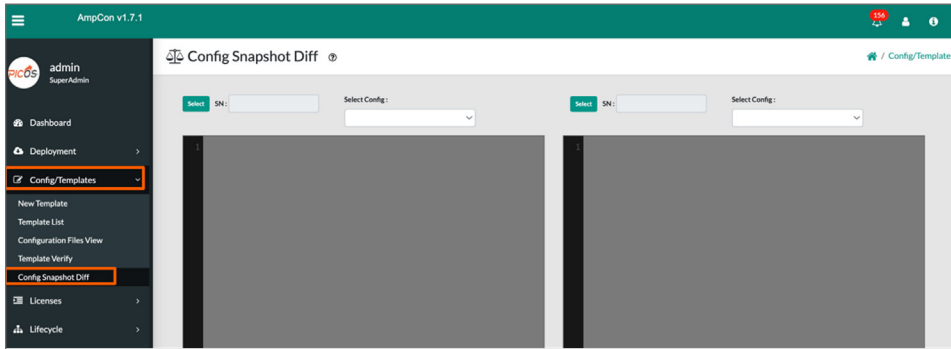 AmpCon v1.7.1
156
PICOS
admin
SuperAdmin
Config Snapshot Diff
/ Config/Template
Select SN : Select Config :
Select SN : Select Config :
1
1
Dashboard
Deployment
Config/Templates
New Template
Template List
Configuration Files View
Template Verify
Config Snapshot Diff
Licenses
Lifecycle